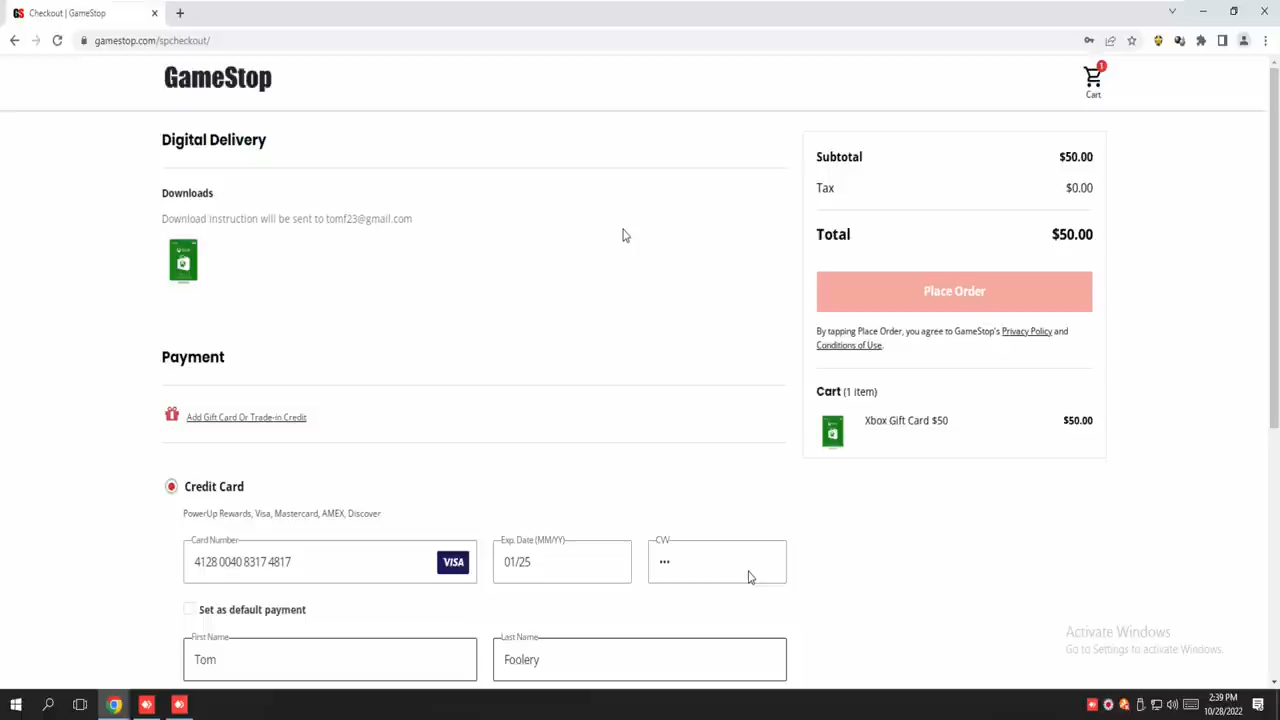 Checkout | GameStop
gamestop.com/spcheckout/
GameStop
1
Cart
Digital Delivery
Downloads
Download instruction will be sent to tomf23@gmail.com
Payment
Add Gift Card Or Trade-in Credit
Credit Card
PowerUp Rewards, Visa, Mastercard, AMEX, Discover
Card Number
4128 0040 8317 4817
VISA
Exp. Date (MM/YY)
01/25
CVV
•••
Set as default payment
First Name
Tom
Last Name
Foolery
Subtotal $50.00
Tax $0.00
Total $50.00
Place Order
By tapping Place Order, you agree to GameStop's Privacy Policy and
Conditions of Use.
Cart (1 item)
Xbox Gift Card $50 $50.00
Activate Windows
Go to Settings to activate Windows.
2:39 PM
10/28/2022